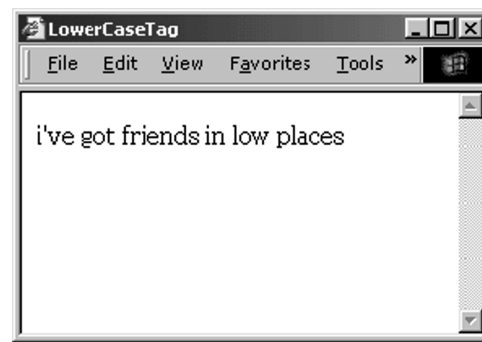 LowerCaseTag
File Edit View Favorites Tools »
i've got friends in low places